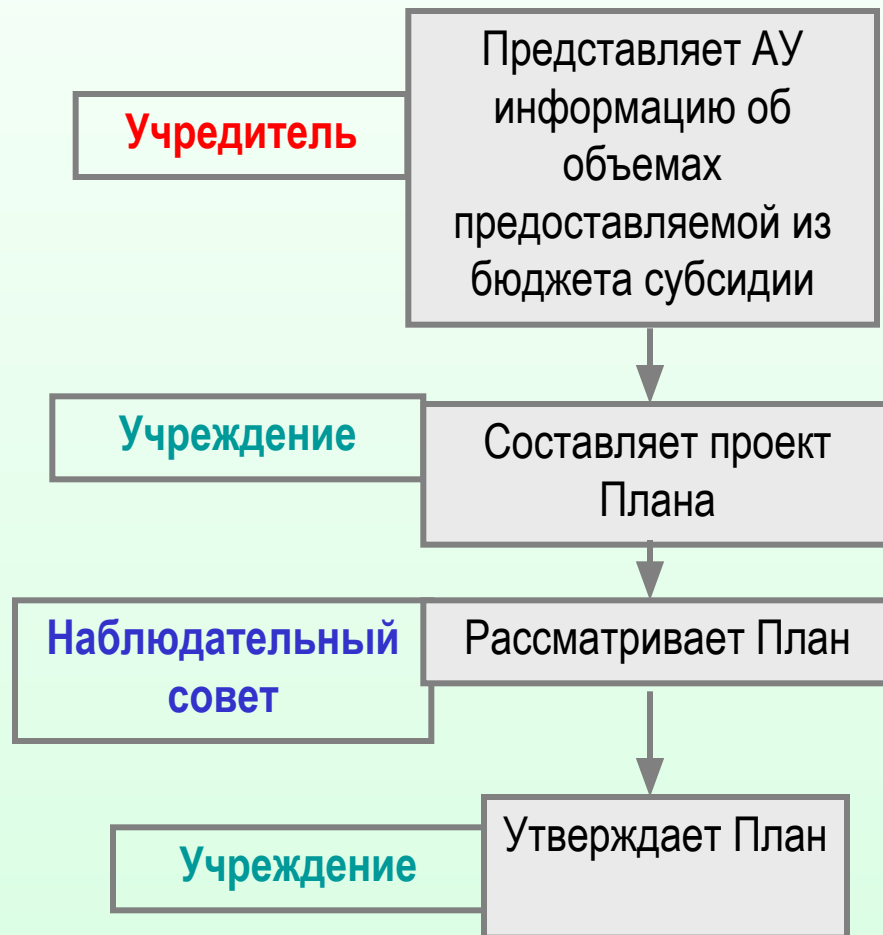 Учредитель
Представляет АУ
информацию об
объемах
предоставляемой из
бюджета субсидии
Учреждение
Составляет проект
Плана
Наблюдательный
совет
Рассматривает План
Учреждение
Утверждает План